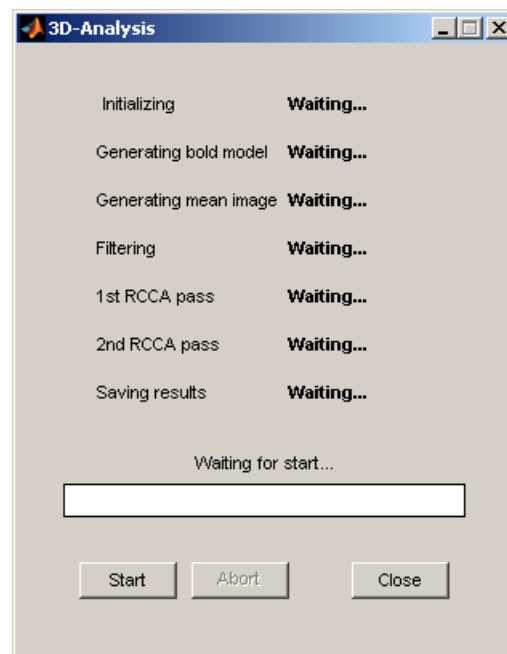 3D-Analysis
Initializing Waiting...
Generating bold model Waiting...
Generating mean image Waiting...
Filtering Waiting...
1st RCCA pass Waiting...
2nd RCCA pass Waiting...
Saving results Waiting...
Waiting for start...
Start Abort Close